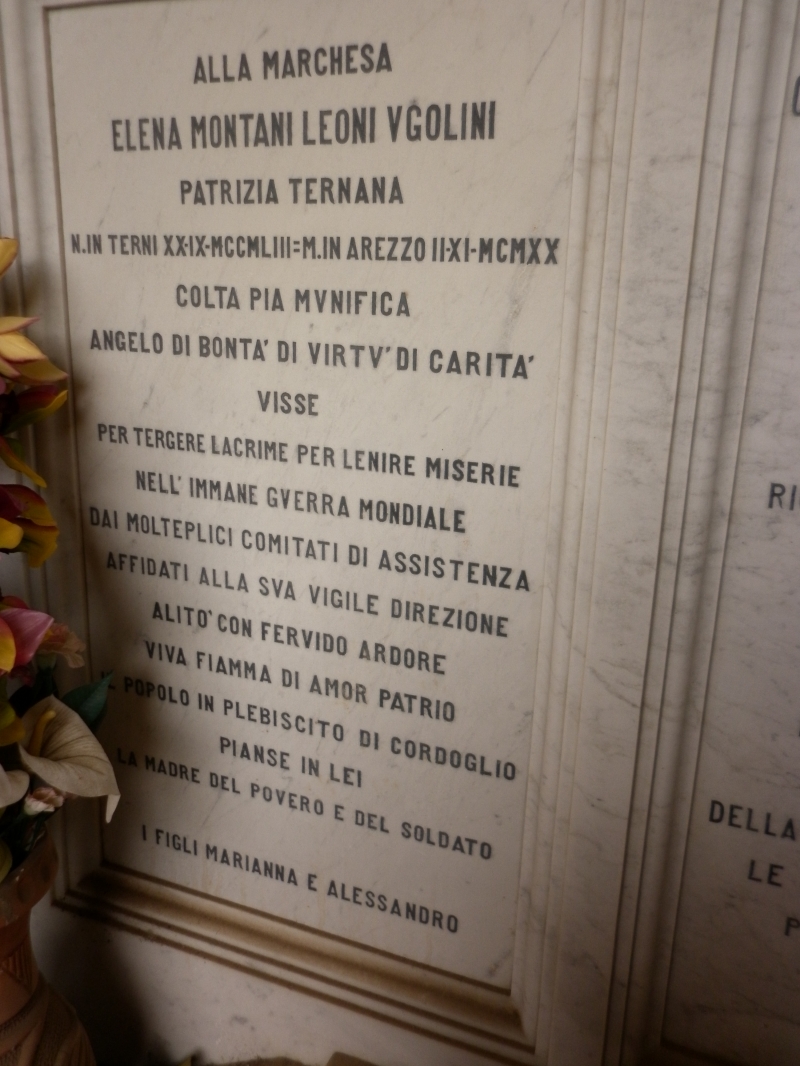 ALLA MARCHESA
ELENA MONTANI LEONI VGOLINI
PATRIZIA TERNANA
N.IN TERNI XX-IX-MCCMLIII=M.IN AREZZO II-XI-MCMXX
COLTA PIA MVNIFICA
ANGELO DI BONTA' DI VIRTV' DI CARITA'
VISSE
PER TERGERE LACRIME PER LENIRE MISERIE
NELL' IMMANE GVERRA MONDIALE
DAI MOLTEPLICI COMITATI DI ASSISTENZA
AFFIDATI ALLA SVA VIGILE DIREZIONE
ALITO' CON FERVIDO ARDORE
VIVA FIAMMA DI AMOR PATRIO
IL POPOLO IN PLEBISCITO DI CORDOGLIO
PIANSE IN LEI
LA MADRE DEL POVERO E DEL SOLDATO
I FIGLI MARIANNA E ALESSANDRO
DELLA
LE